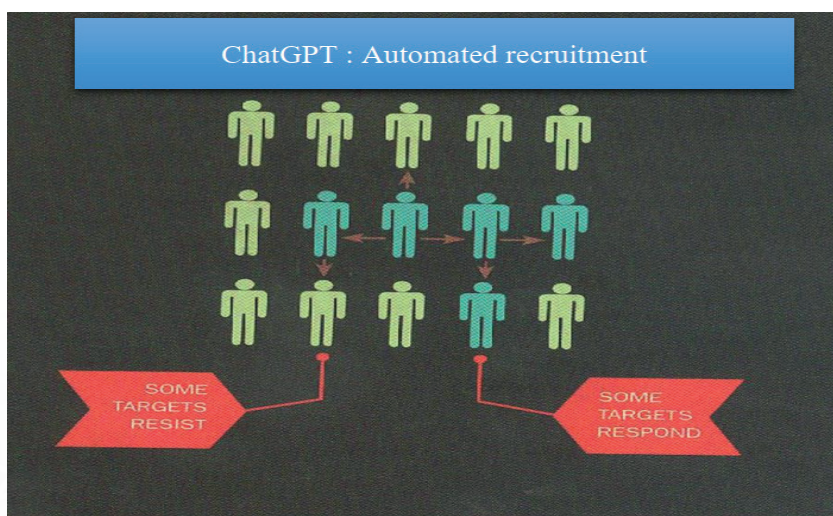 ChatGPT : Automated recruitment
SOME
TARGETS
RESIST
SOME
TARGETS
RESPOND